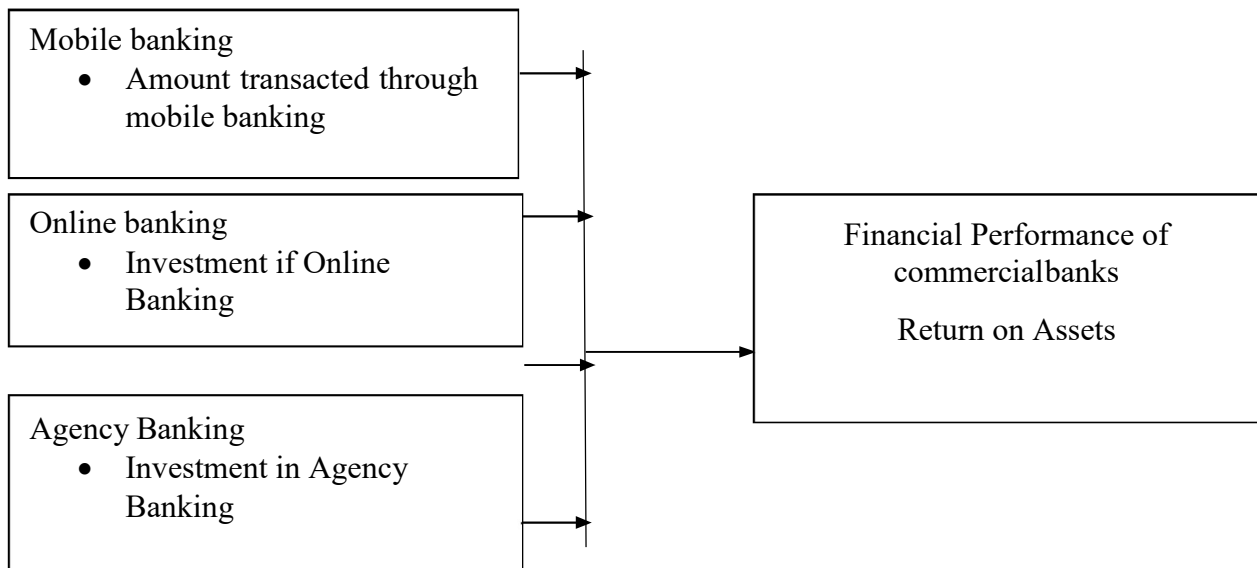 Mobile banking
• Amount transacted through
mobile banking
Online banking
• Investment if Online
Banking
Agency Banking
• Investment in Agency
Banking
Financial Performance of
commercialbanks
Return on Assets